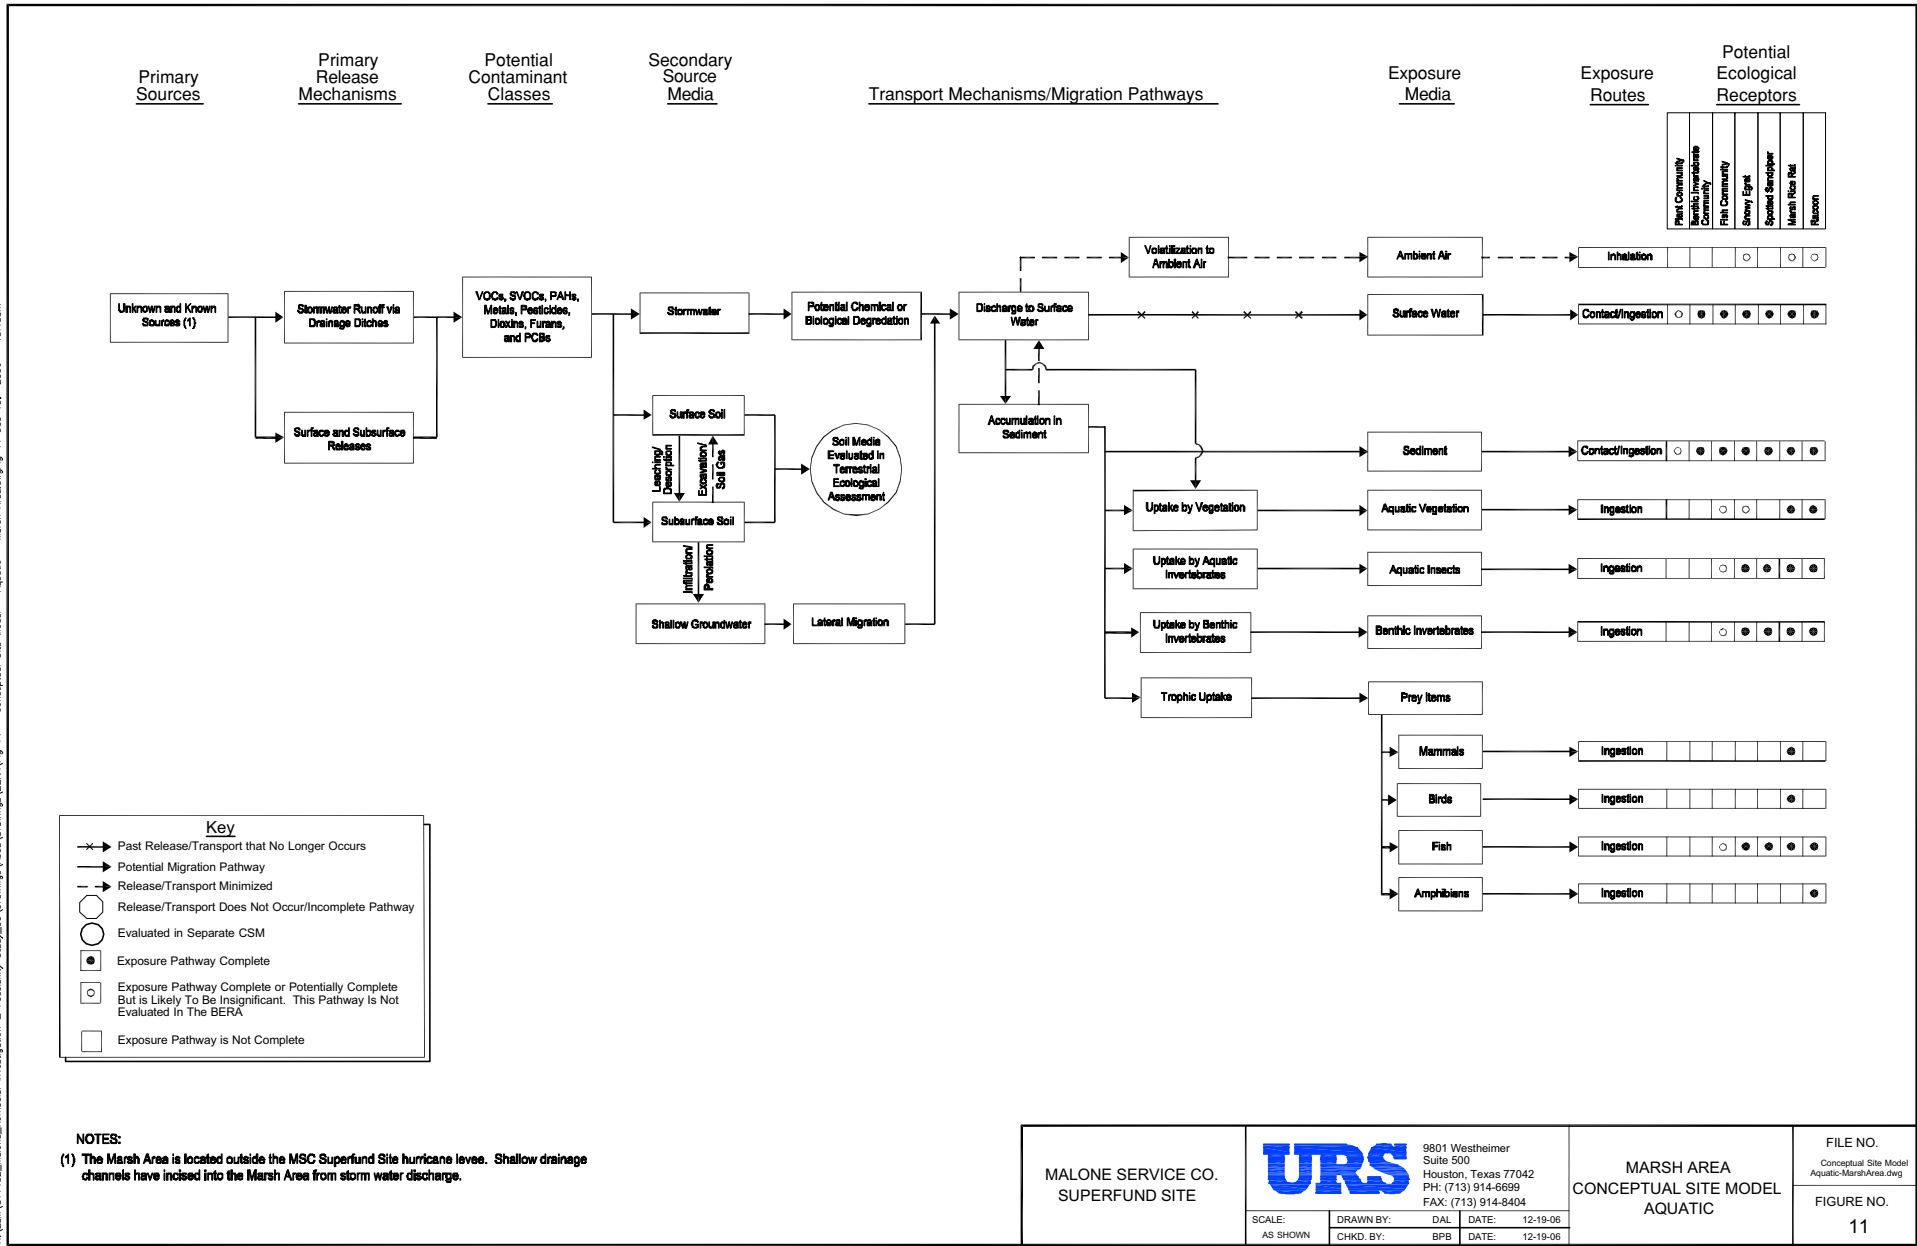 Primary
Sources
Primary
Release
Mechanisms
Potential
Contaminant
Classes
Secondary
Source
Media
Transport Mechanisms/Migration Pathways
Exposure
Media
Exposure
Routes
Potential
Ecological
Receptors
Plant Community
Benthic Invertebrate
Community
Fish Community
Snowy Egret
Spotted Sandpiper
Marsh Rice Rat
Racoon
Volatilization to
Ambient Air
Ambient Air
Inhalation
Unknown and Known
Sources (1)
Stormwater Runoff via
Drainage Ditches
VOCs, SVOCs, PAHs,
Metals, Pesticides,
Dioxins, Furans,
and PCBs
Stormwater
Potential Chemical or
Biological Degredation
Discharge to Surface
Water
Surface Water
Contact/Ingestion
Surface and Subsurface
Releases
Surface Soil
Leaching/
Desorption
Excavation/
Soil Gas
Subsurface Soil
Soil Media
Evaluated in
Terrestrial
Ecological
Assessment
Accumulation in
Sediment
Sediment
Contact/Ingestion
Uptake by Vegetation
Aquatic Vegetation
Ingestion
Infiltration/
Percolation
Uptake by Aquatic
Invertebrates
Aquatic Insects
Ingestion
Shallow Groundwater
Lateral Migration
Uptake by Benthic
Invertebrates
Benthic Invertebrates
Ingestion
Trophic Uptake
Prey Items
Mammals
Ingestion
Birds
Ingestion
Fish
Ingestion
Amphibians
Ingestion
Key
Past Release/Transport that No Longer Occurs
Potential Migration Pathway
Release/Transport Minimized
Release/Transport Does Not Occur/Incomplete Pathway
Evaluated in Separate CSM
Exposure Pathway Complete
Exposure Pathway Complete or Potentially Complete
But is Likely To Be Insignificant. This Pathway Is Not
Evaluated In The BERA
Exposure Pathway is Not Complete
NOTES:
(1) The Marsh Area is located outside the MSC Superfund Site hurricane levee. Shallow drainage
channels have incised into the Marsh Area from storm water discharge.
MALONE SERVICE CO.
SUPERFUND SITE
URS
9801 Westheimer
Suite 500
Houston, Texas 77042
PH: (713) 914-6699
FAX: (713) 914-8404
SCALE:
AS SHOWN
DRAWN BY: DAL DATE: 12-19-06
CHKD. BY: BPB DATE: 12-19-06
MARSH AREA
CONCEPTUAL SITE MODEL
AQUATIC
FILE NO.
Conceptual Site Model
Aquatic-MarshArea.dwg
FIGURE NO.
11